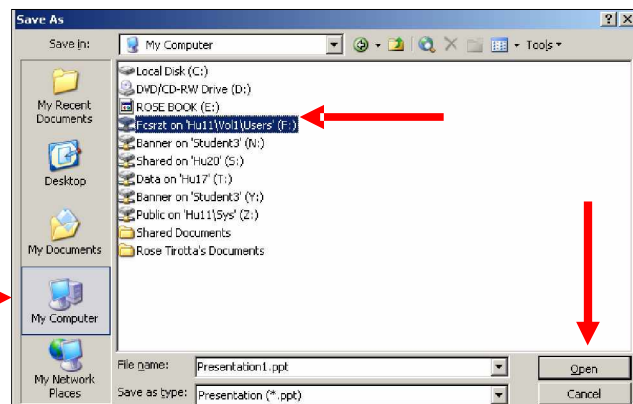 Save As
Save in: My Computer Tools
My Recent
Documents
Desktop
My Documents
My Computer
My Network
Places
Local Disk (C:)
DVD/CD-RW Drive (D:)
ROSE BOOK (E:)
Fcsrzt on 'Hu11\Vol1\Users' (F:)
Banner on 'Student3' (N:)
Shared on 'Hu20' (S:)
Data on 'Hu17' (T:)
Banner on 'Student3' (Y:)
Public on 'Hu11\Sys' (Z:)
Shared Documents
Rose Tirotta's Documents
File name: Presentation1.ppt Open
Save as type: Presentation (*.ppt) Cancel